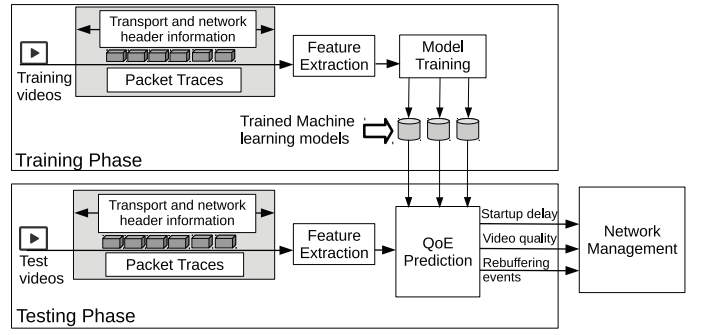 Transport and network
header information
Packet Traces
Training
videos
Feature
Extraction
Model
Training
Trained Machine
learning models
Training Phase
Transport and network
header information
Packet Traces
Test
videos
Feature
Extraction
QoE
Prediction
Startup delay
Video quality
Rebuffering
events
Network
Management
Testing Phase